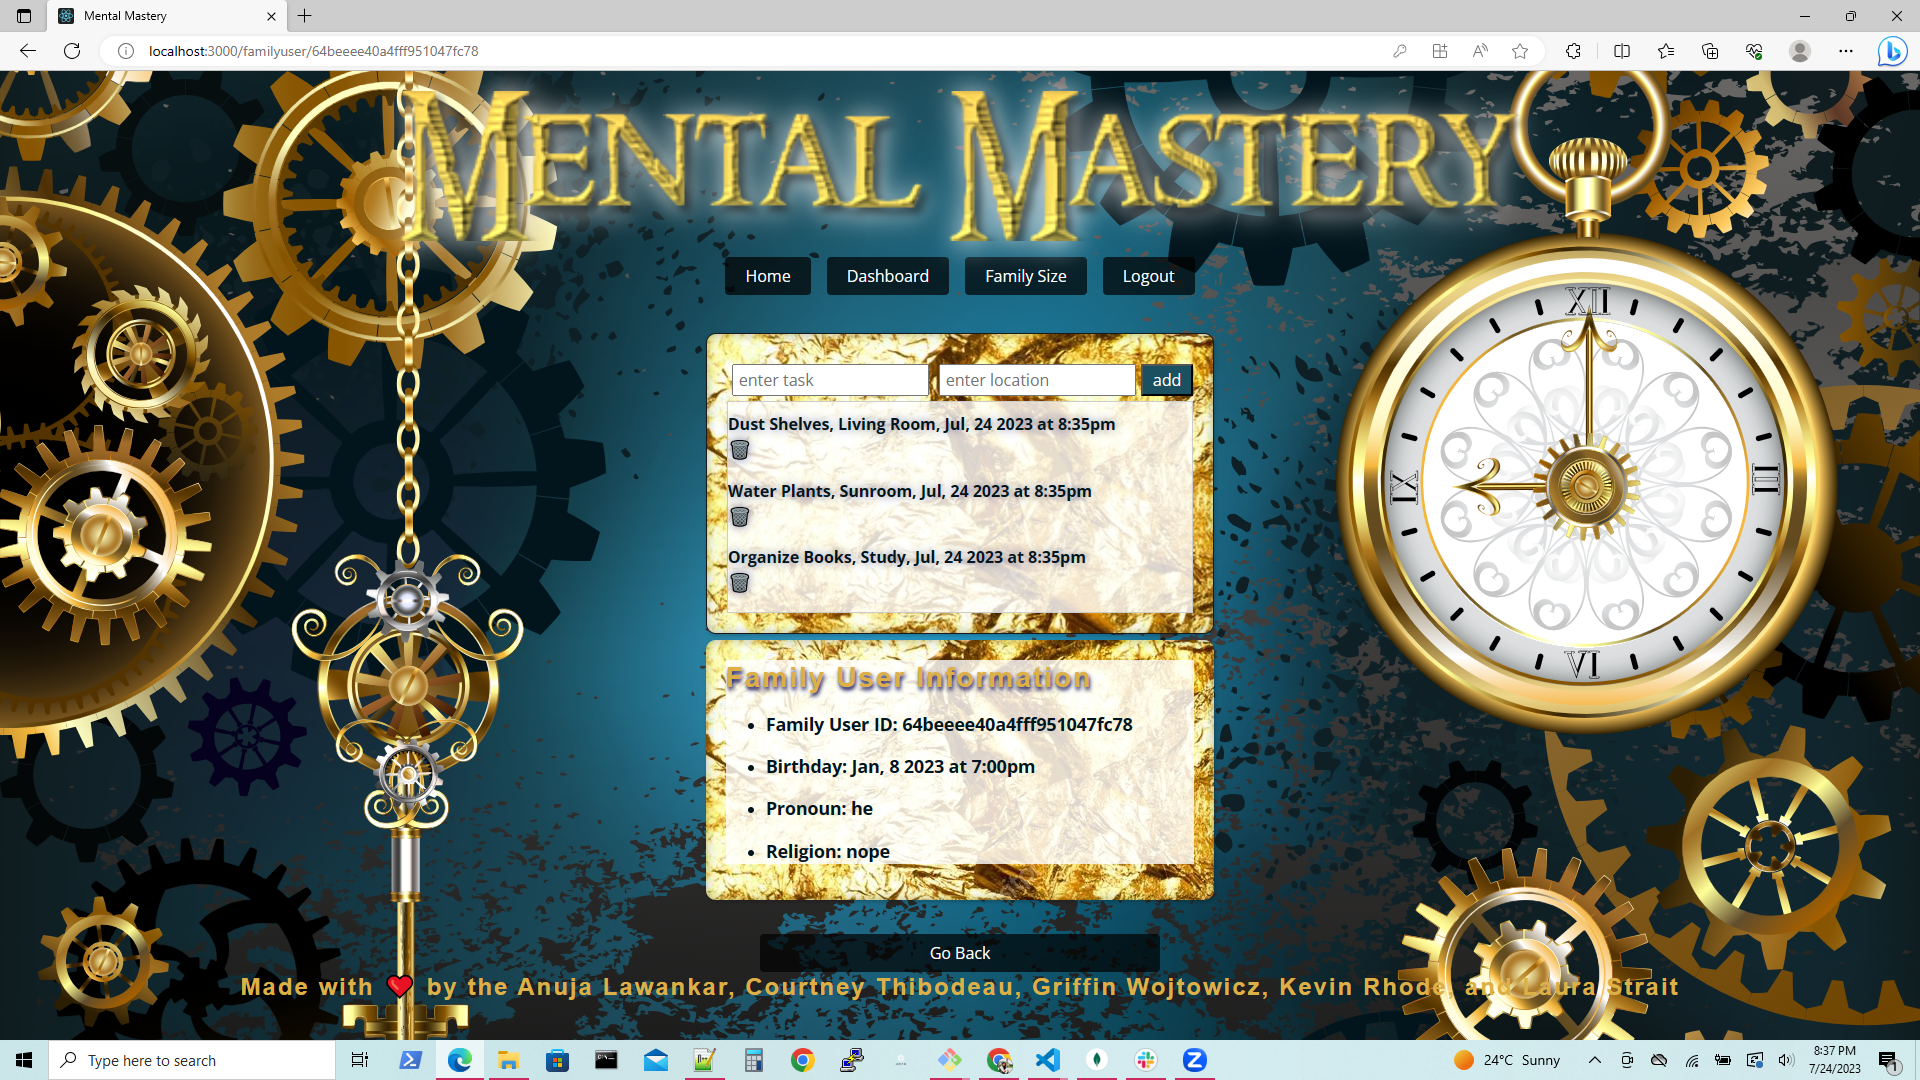 Mental Mastery
localhost:3000/familyuser/64beeee40a4fff951047fc78
MENTAL MASTERY
Home Dashboard Family Size Logout
enter task enter location add
Dust Shelves, Living Room, Jul, 24 2023 at 8:35pm
Water Plants, Sunroom, Jul, 24 2023 at 8:35pm
Organize Books, Study, Jul, 24 2023 at 8:35pm
XII
III
VI
IX
Family User Information
• Family User ID: 64beeee40a4fff951047fc78
• Birthday: Jan, 8 2023 at 7:00pm
• Pronoun: he
• Religion: nope
Go Back
Made with ❤️ by the Anuja Lawankar, Courtney Thibodeau, Griffin Wojtowicz, Kevin Rhode, and Laura Strait
Type here to search
24°C Sunny
8:37 PM
7/24/2023
1